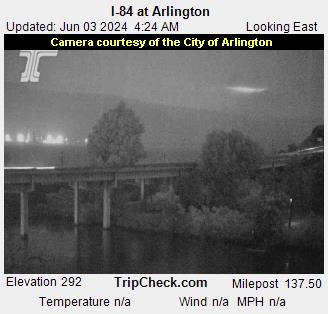 I-84 at Arlington
Updated: Jun 03 2024 4:24 AM Looking East
Camera courtesy of the City of Arlington
Elevation 292 TripCheck.com Milepost 137.50
Temperature n/a Wind n/a MPH n/a